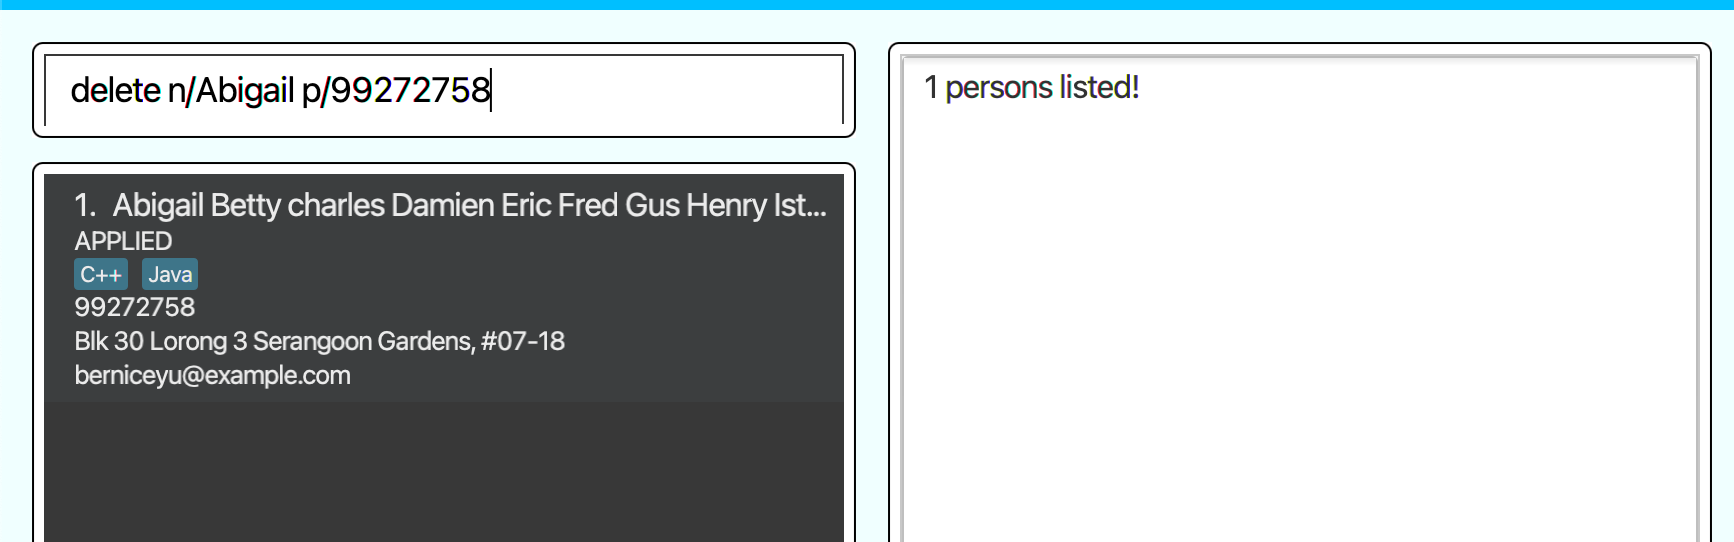 delete n/Abigail p/99272758
1 persons listed!
1. Abigail Betty charles Damien Eric Fred Gus Henry Ist...
APPLIED
C++ Java
99272758
Blk 30 Lorong 3 Serangoon Gardens, #07-18
berniceyu@example.com